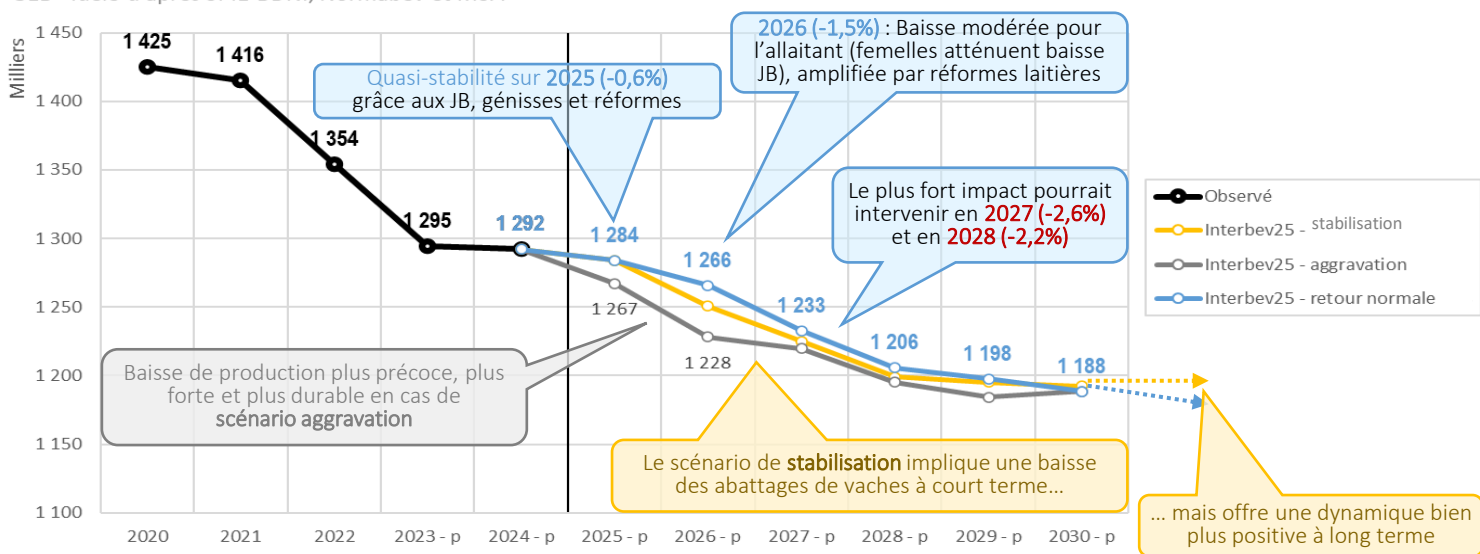 Milliers
1 450
1 400
1 350
1 300
1 250
1 200
1 150
1 100
1 425
1 416
1 354
1 295
1 292
1 284
1 266
1 233
1 206
1 198
1 188
1 267
1 228
Quasi-stabilité sur 2025 (-0,6%)
grâce aux JB, génisses et réformes
2026 (-1,5%) : Baisse modérée pour
l'allaitant (femelles atténuent baisse
JB), amplifiée par réformes laitières
Le plus fort impact pourrait
intervenir en 2027 (-2,6%)
et en 2028 (-2,2%)
Baisse de production plus précoce, plus
forte et plus durable en cas de
scénario aggravation
Le scénario de stabilisation implique une baisse
des abattages de vaches à court terme...
... mais offre une dynamique bien
plus positive à long terme
Observé
Interbev25 - stabilisation
Interbev25 - aggravation
Interbev25 - retour normale
2020
2021
2022
2023 - p
2024 - p
2025 - p
2026 - p
2027 - p
2028 - p
2029 - p
2030 - p